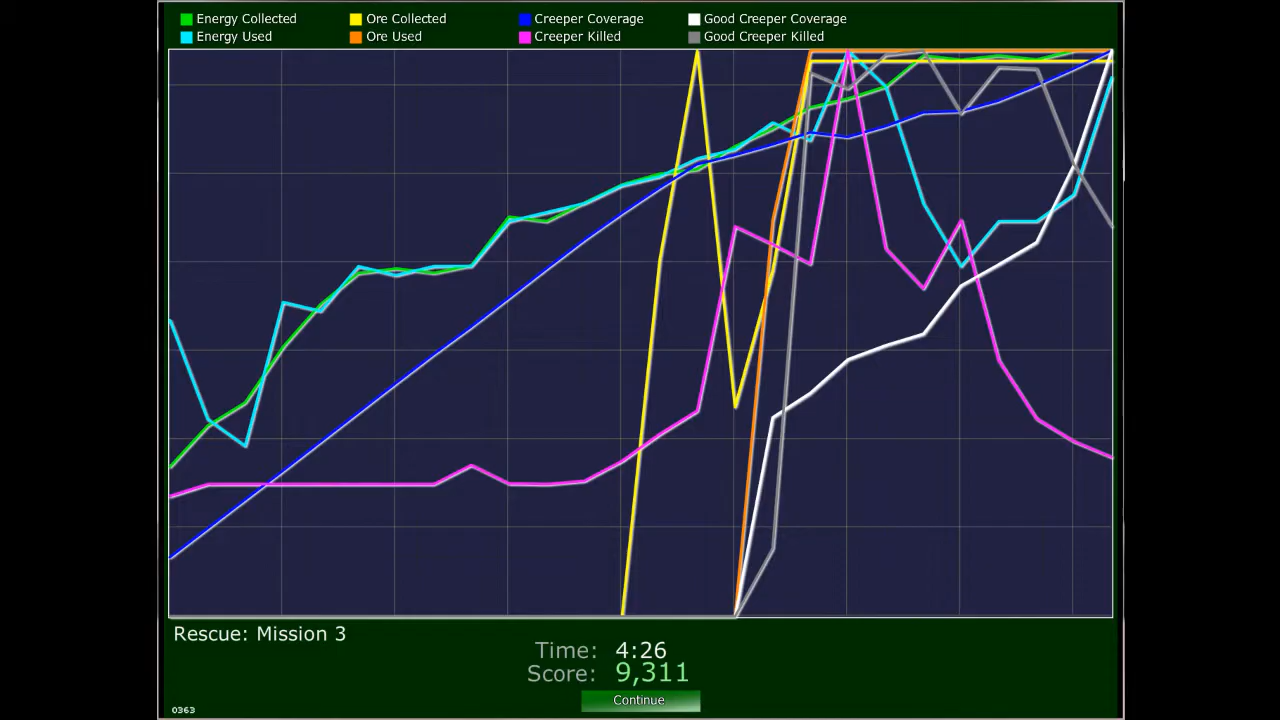 Energy Collected Ore Collected Creeper Coverage Good Creeper Coverage
Energy Used Ore Used Creeper Killed Good Creeper Killed
Rescue: Mission 3
Time: 4:26
Score: 9,311
Continue
0363